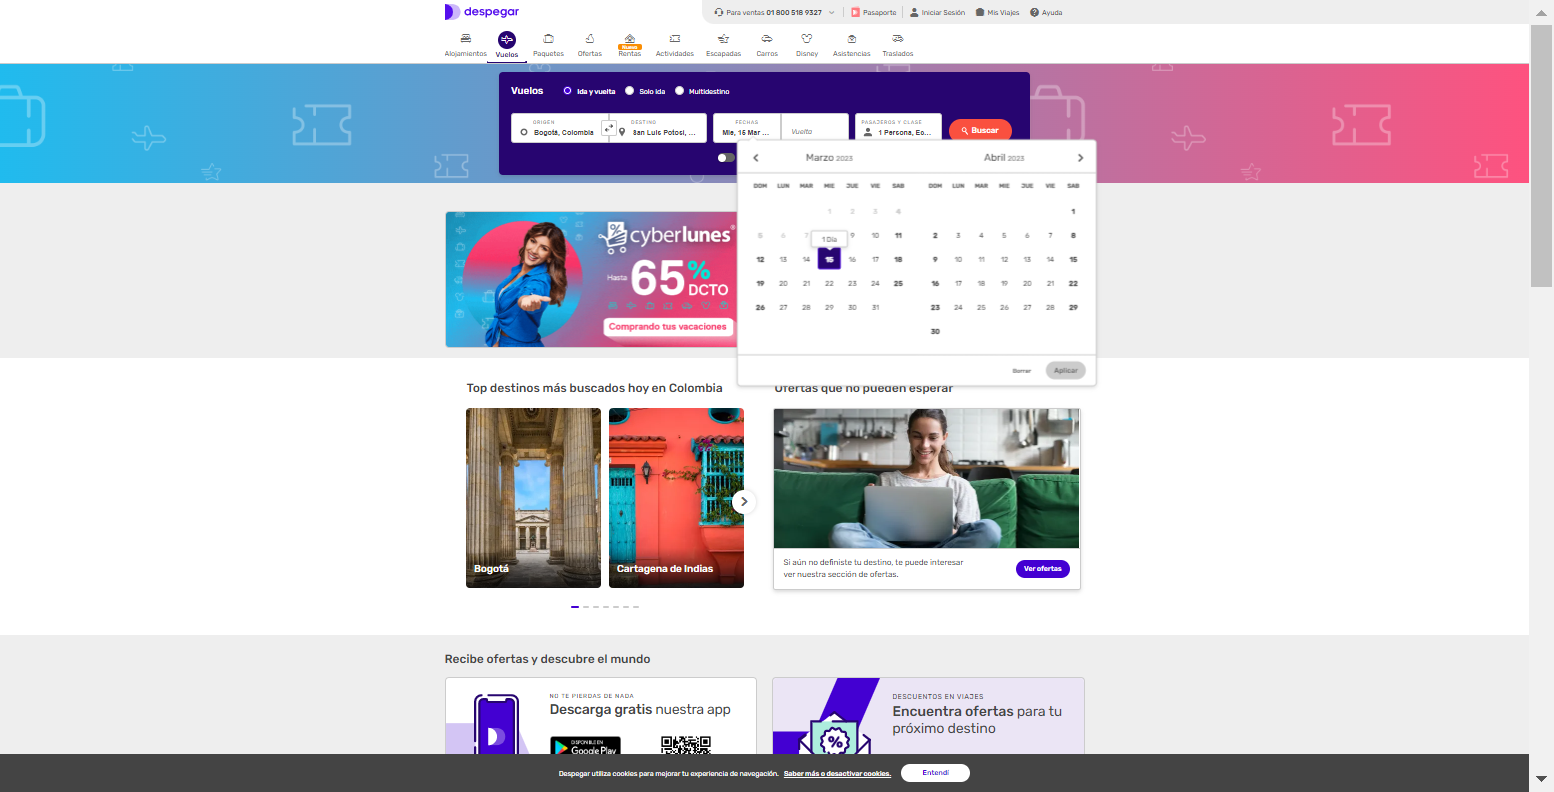 despegar
Para ventas 01 800 518 9327
Pasaporte
Iniciar Sesión
Mis Viajes
Ayuda
Alojamientos
Vuelos
Paquetes
Ofertas
Nuevo
Rentas
Actividades
Escapadas
Carros
Disney
Asistencias
Traslados
Vuelos
Ida y vuelta
Solo ida
Multidestino
ORIGEN
Bogotá, Colombia
DESTINO
San Luis Potosí, ...
FECHAS
Mie, 15 Mar ...
Vuelta
PASAJEROS Y CLASE
1 Persona, Ec...
Buscar
Marzo 2023
DOM LUN MAR MIE JUE VIE SAB
1 2 3 4
5 6 7 9 10 11
1 Día
12 13 14 15 16 17 18
19 20 21 22 23 24 25
26 27 28 29 30 31
Abril 2023
DOM LUN MAR MIE JUE VIE SAB
1
2 3 4 5 6 7 8
9 10 11 12 13 14 15
16 17 18 19 20 21 22
23 24 25 26 27 28 29
30
Borrar
Aplicar
cyberlunes
Hasta 65% DCTO
Comprando tus vacaciones
Top destinos más buscados hoy en Colombia
Bogotá
Cartagena de Indias
Ofertas que no pueden esperar
Si aún no definiste tu destino, te puede interesar
ver nuestra sección de ofertas.
Ver ofertas
Recibe ofertas y descubre el mundo
NO TE PIERDAS DE NADA
Descarga gratis nuestra app
DISPONIBLE EN
Google Play
DESCUENTOS EN VIAJES
Encuentra ofertas para tu
próximo destino
%
Despegar utiliza cookies para mejorar tu experiencia de navegación. Saber más o desactivar cookies.
Entendí